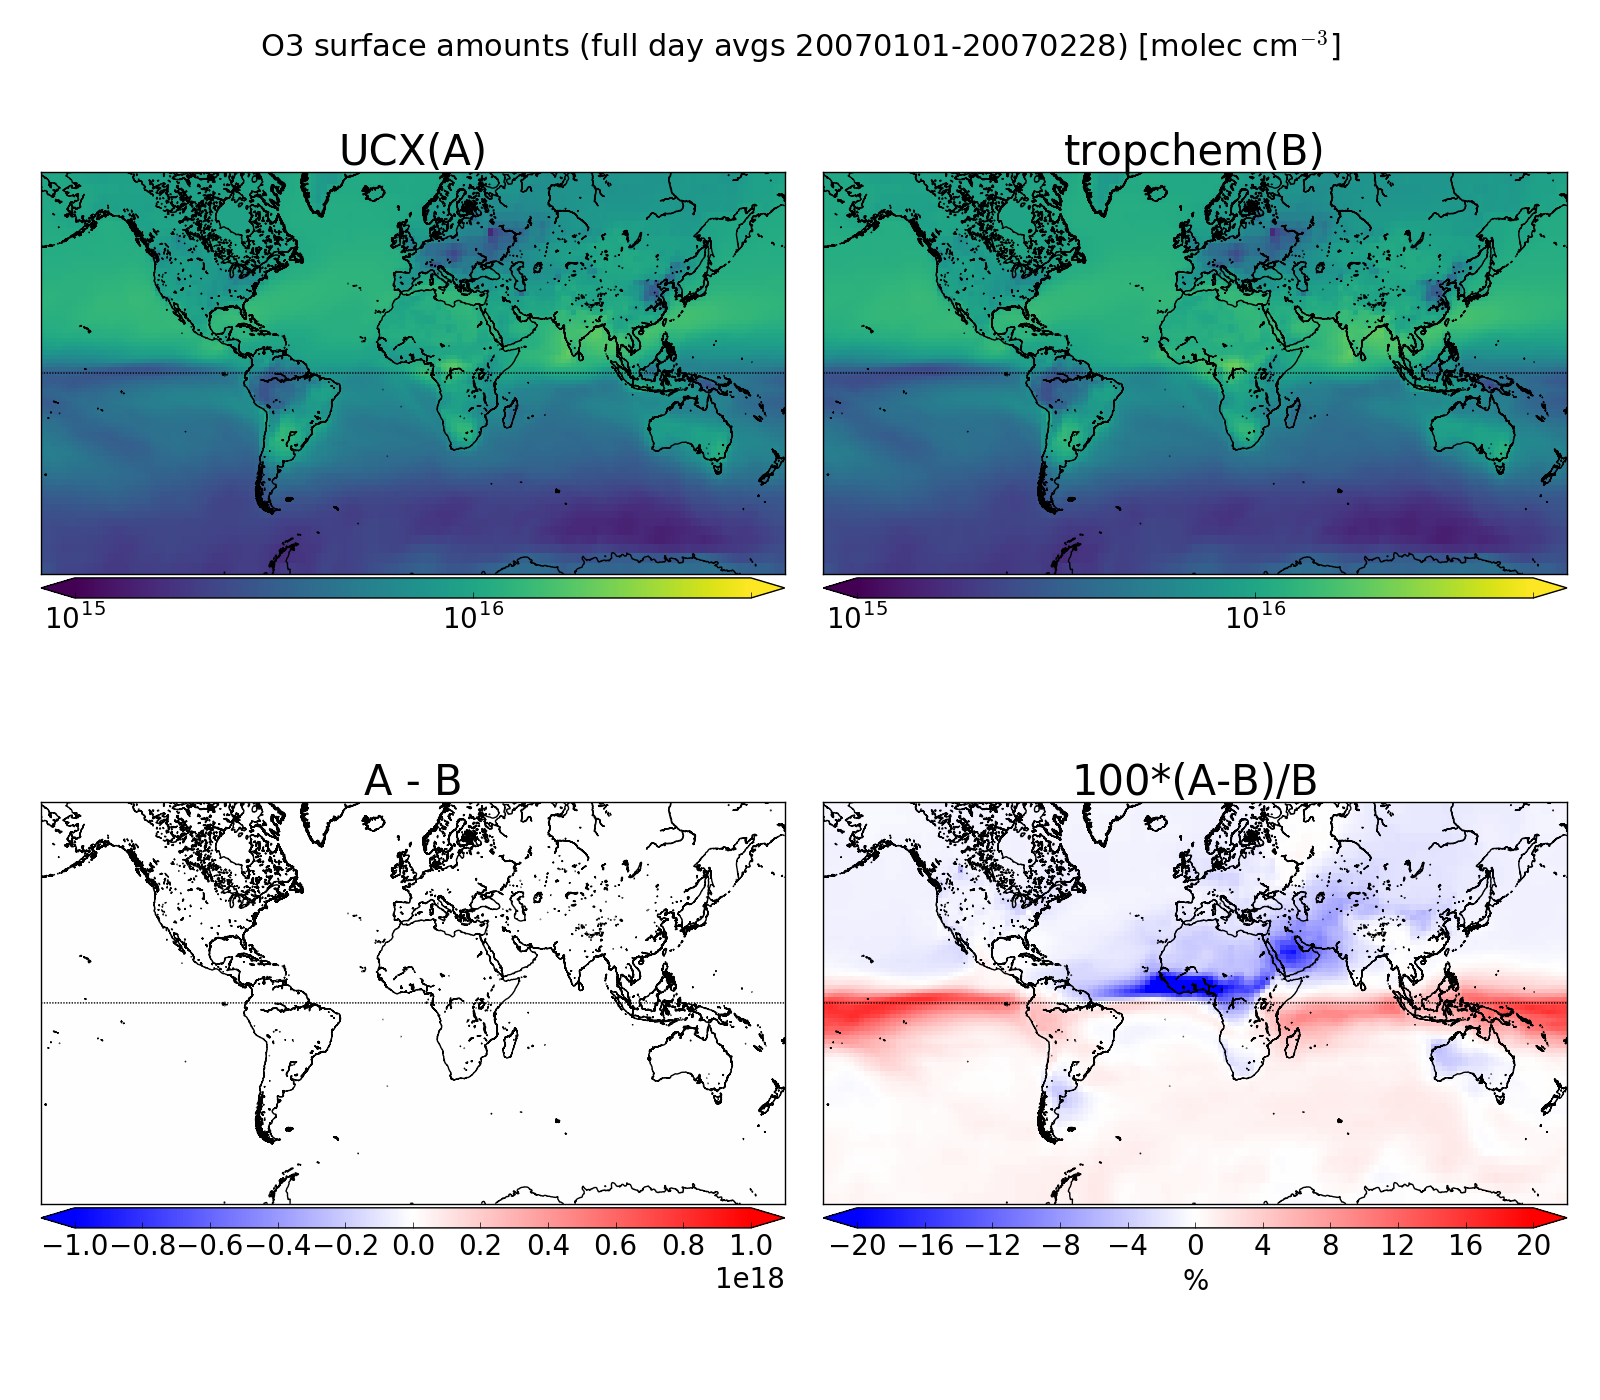 O3 surface amounts (full day avgs 20070101-20070228) [molec cm⁻³]
UCX(A)
tropchem(B)
10¹⁵ 10¹⁶
10¹⁵ 10¹⁶
A - B
100*(A-B)/B
−1.0 −0.8 −0.6 −0.4 −0.2 0.0 0.2 0.4 0.6 0.8 1.0
1e18
−20 −16 −12 −8 −4 0 4 8 12 16 20
%